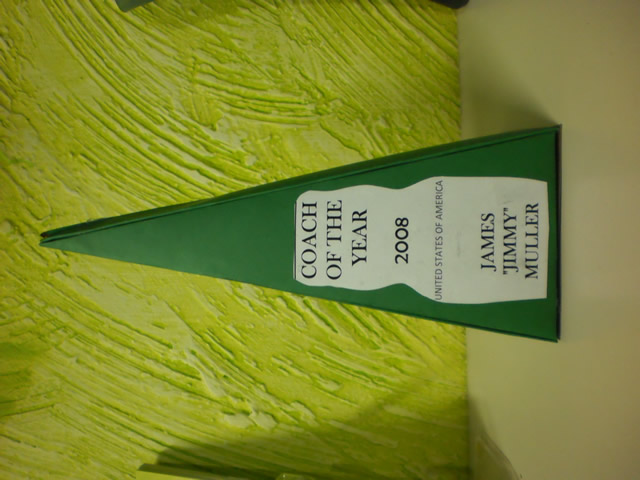 COACH
OF THE
YEAR
2008
UNITED STATES OF AMERICA
JAMES
"JIMMY"
MULLER